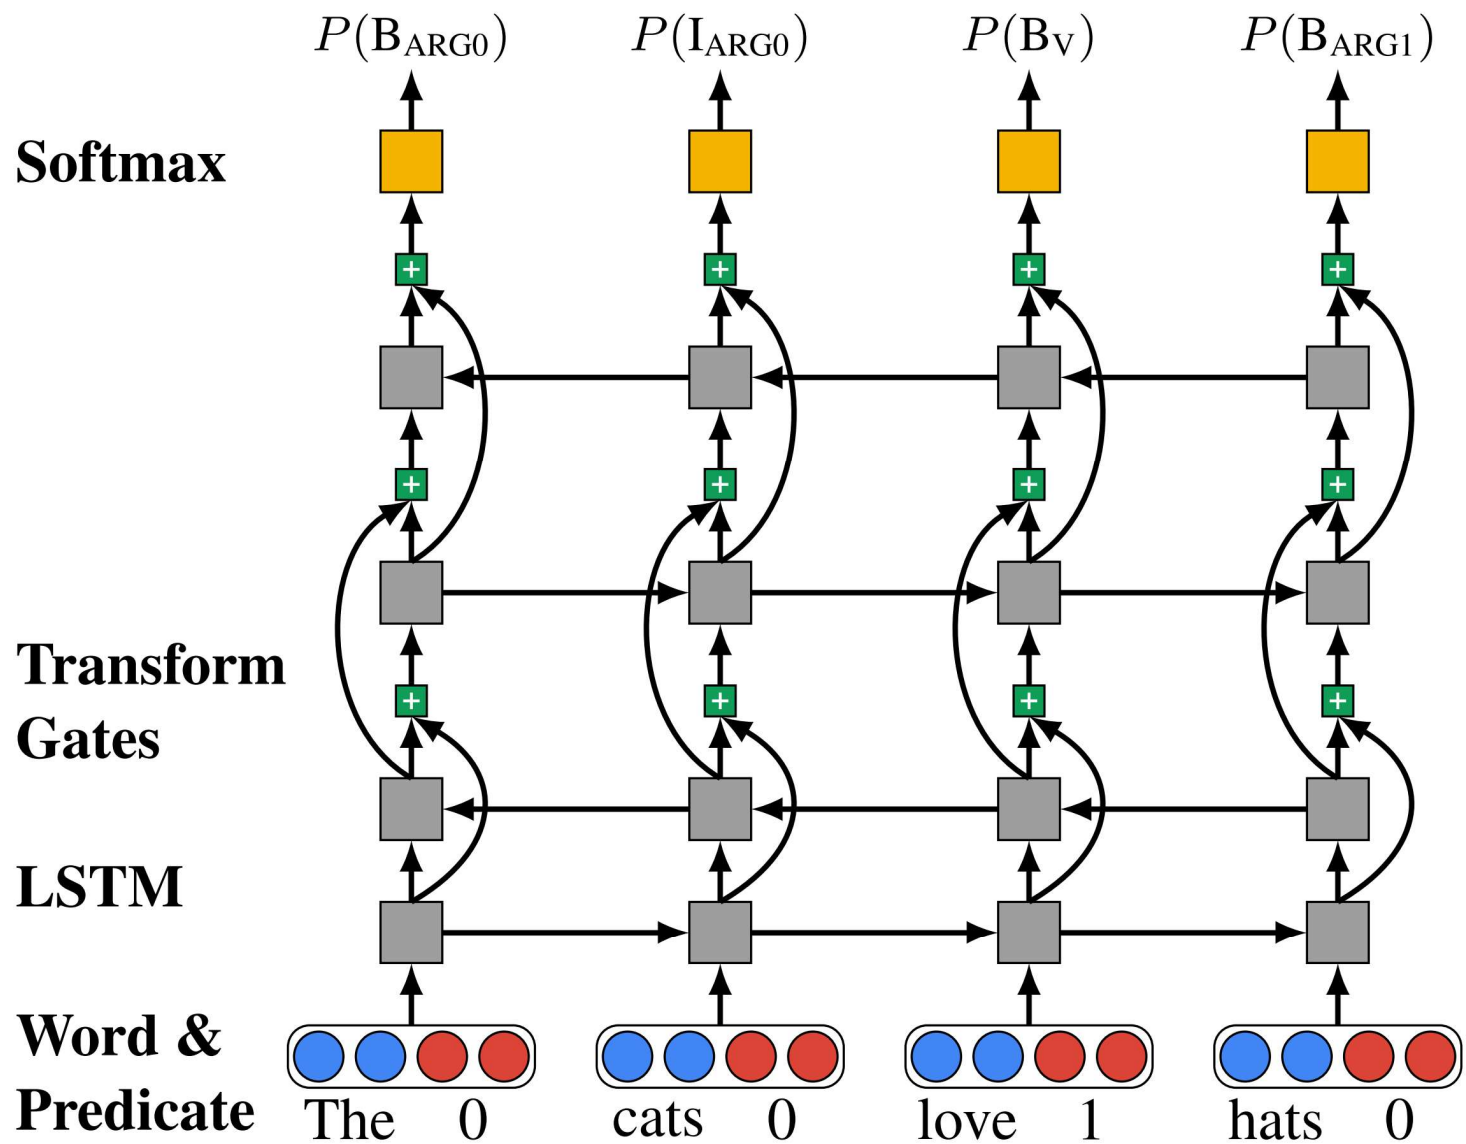 P(B_ARG0) P(I_ARG0) P(B_V) P(B_ARG1)
Softmax
+ + + +
+ + + +
Transform
Gates
+ + + +
LSTM
Word &
Predicate
The 0 cats 0 love 1 hats 0